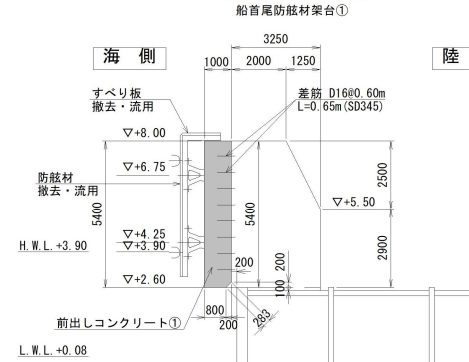 船首尾防舷材架台①
3250
海 側
1000
2000
1250
陸
すべり板
撤去・流用
差筋 D16@0.60m
L=0.65m(SD345)
▽+8.00
▽+6.75
防舷材
撤去・流用
5400
5400
2500
▽+5.50
▽+4.25
H.W.L.+3.90
▽+3.90
2900
200
200
▽+2.60
100
800
200
283
前出しコンクリート①
L.W.L.+0.08